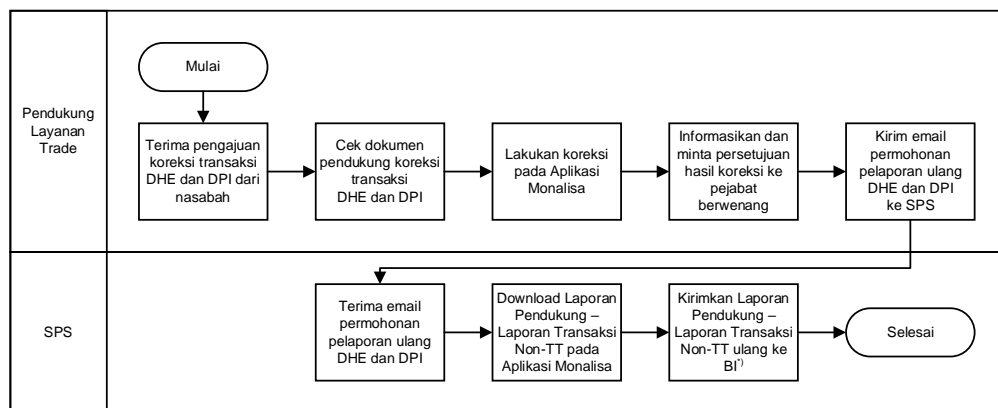 Mulai
Pendukung
Layanan
Trade
Terima pengajuan
koreksi transaksi
DHE dan DPI dari
nasabah
Cek dokumen
pendukung koreksi
transaksi
DHE dan DPI
Lakukan koreksi
pada Aplikasi
Monalisa
Informasikan dan
minta persetujuan
hasil koreksi ke
pejabat
berwenang
Kirim email
permohonan
pelaporan ulang
DHE dan DPI
ke SPS
SPS
Terima email
permohonan
pelaporan ulang
DHE dan DPI
Download Laporan
Pendukung –
Laporan Transaksi
Non-TT pada
Aplikasi Monalisa
Kirimkan Laporan
Pendukung –
Laporan Transaksi
Non-TT ulang ke
BI*)
Selesai